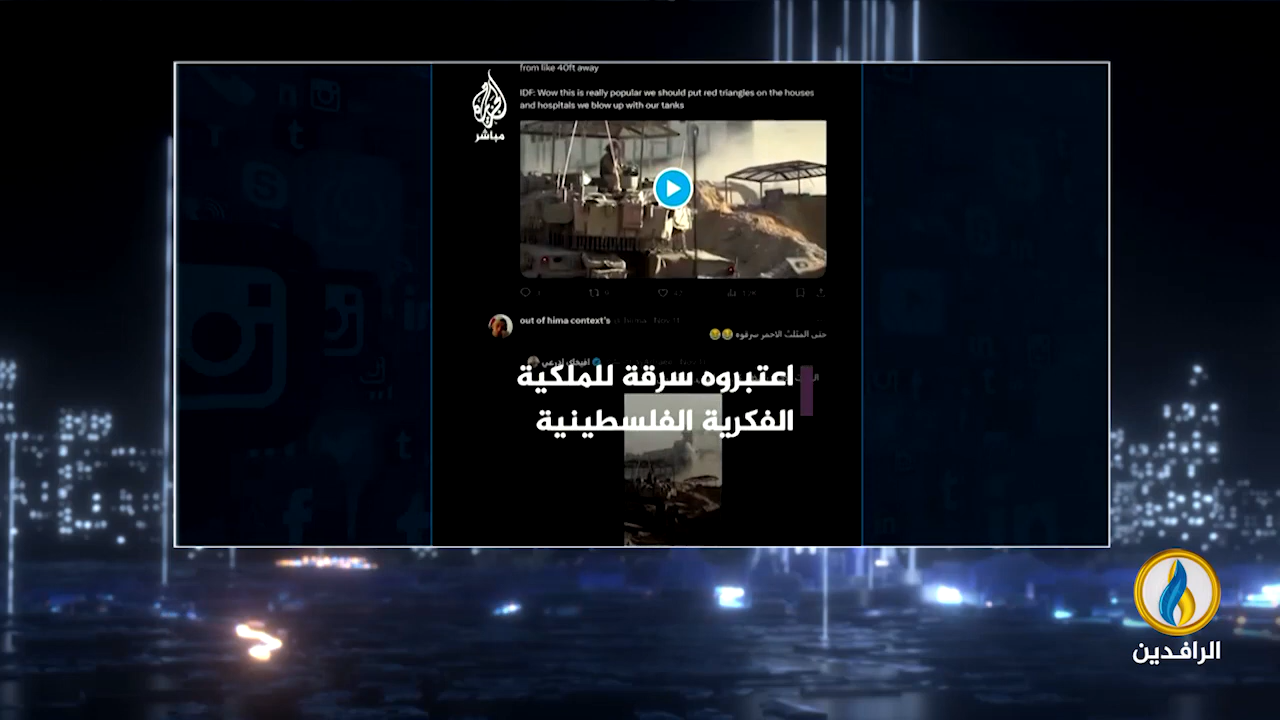 from like 40ft away
IDF: Wow this is really popular we should put red triangles on the houses
and hospitals we blow up with our tanks
مباشر
out of hima context's
حتى المثلث الاحمر سرقوه
أفيخاي أدرعي
اعتبروه سرقة للملكية
الفكرية الفلسطينية
الرافدين